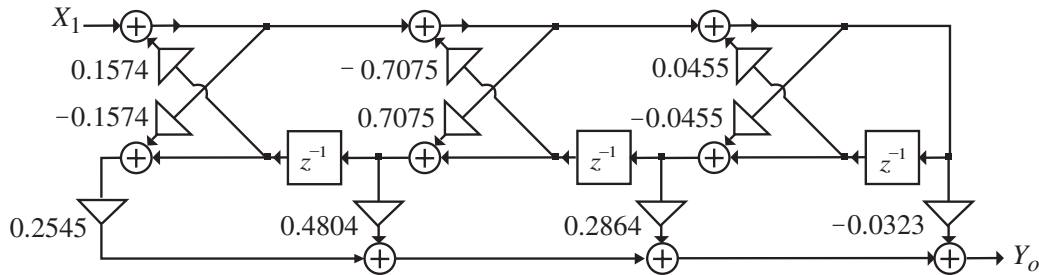 X₁
0.1574 -0.7075 0.0455
-0.1574 0.7075 -0.0455
z⁻¹ z⁻¹ z⁻¹
0.2545 0.4804 0.2864 -0.0323
Yₒ